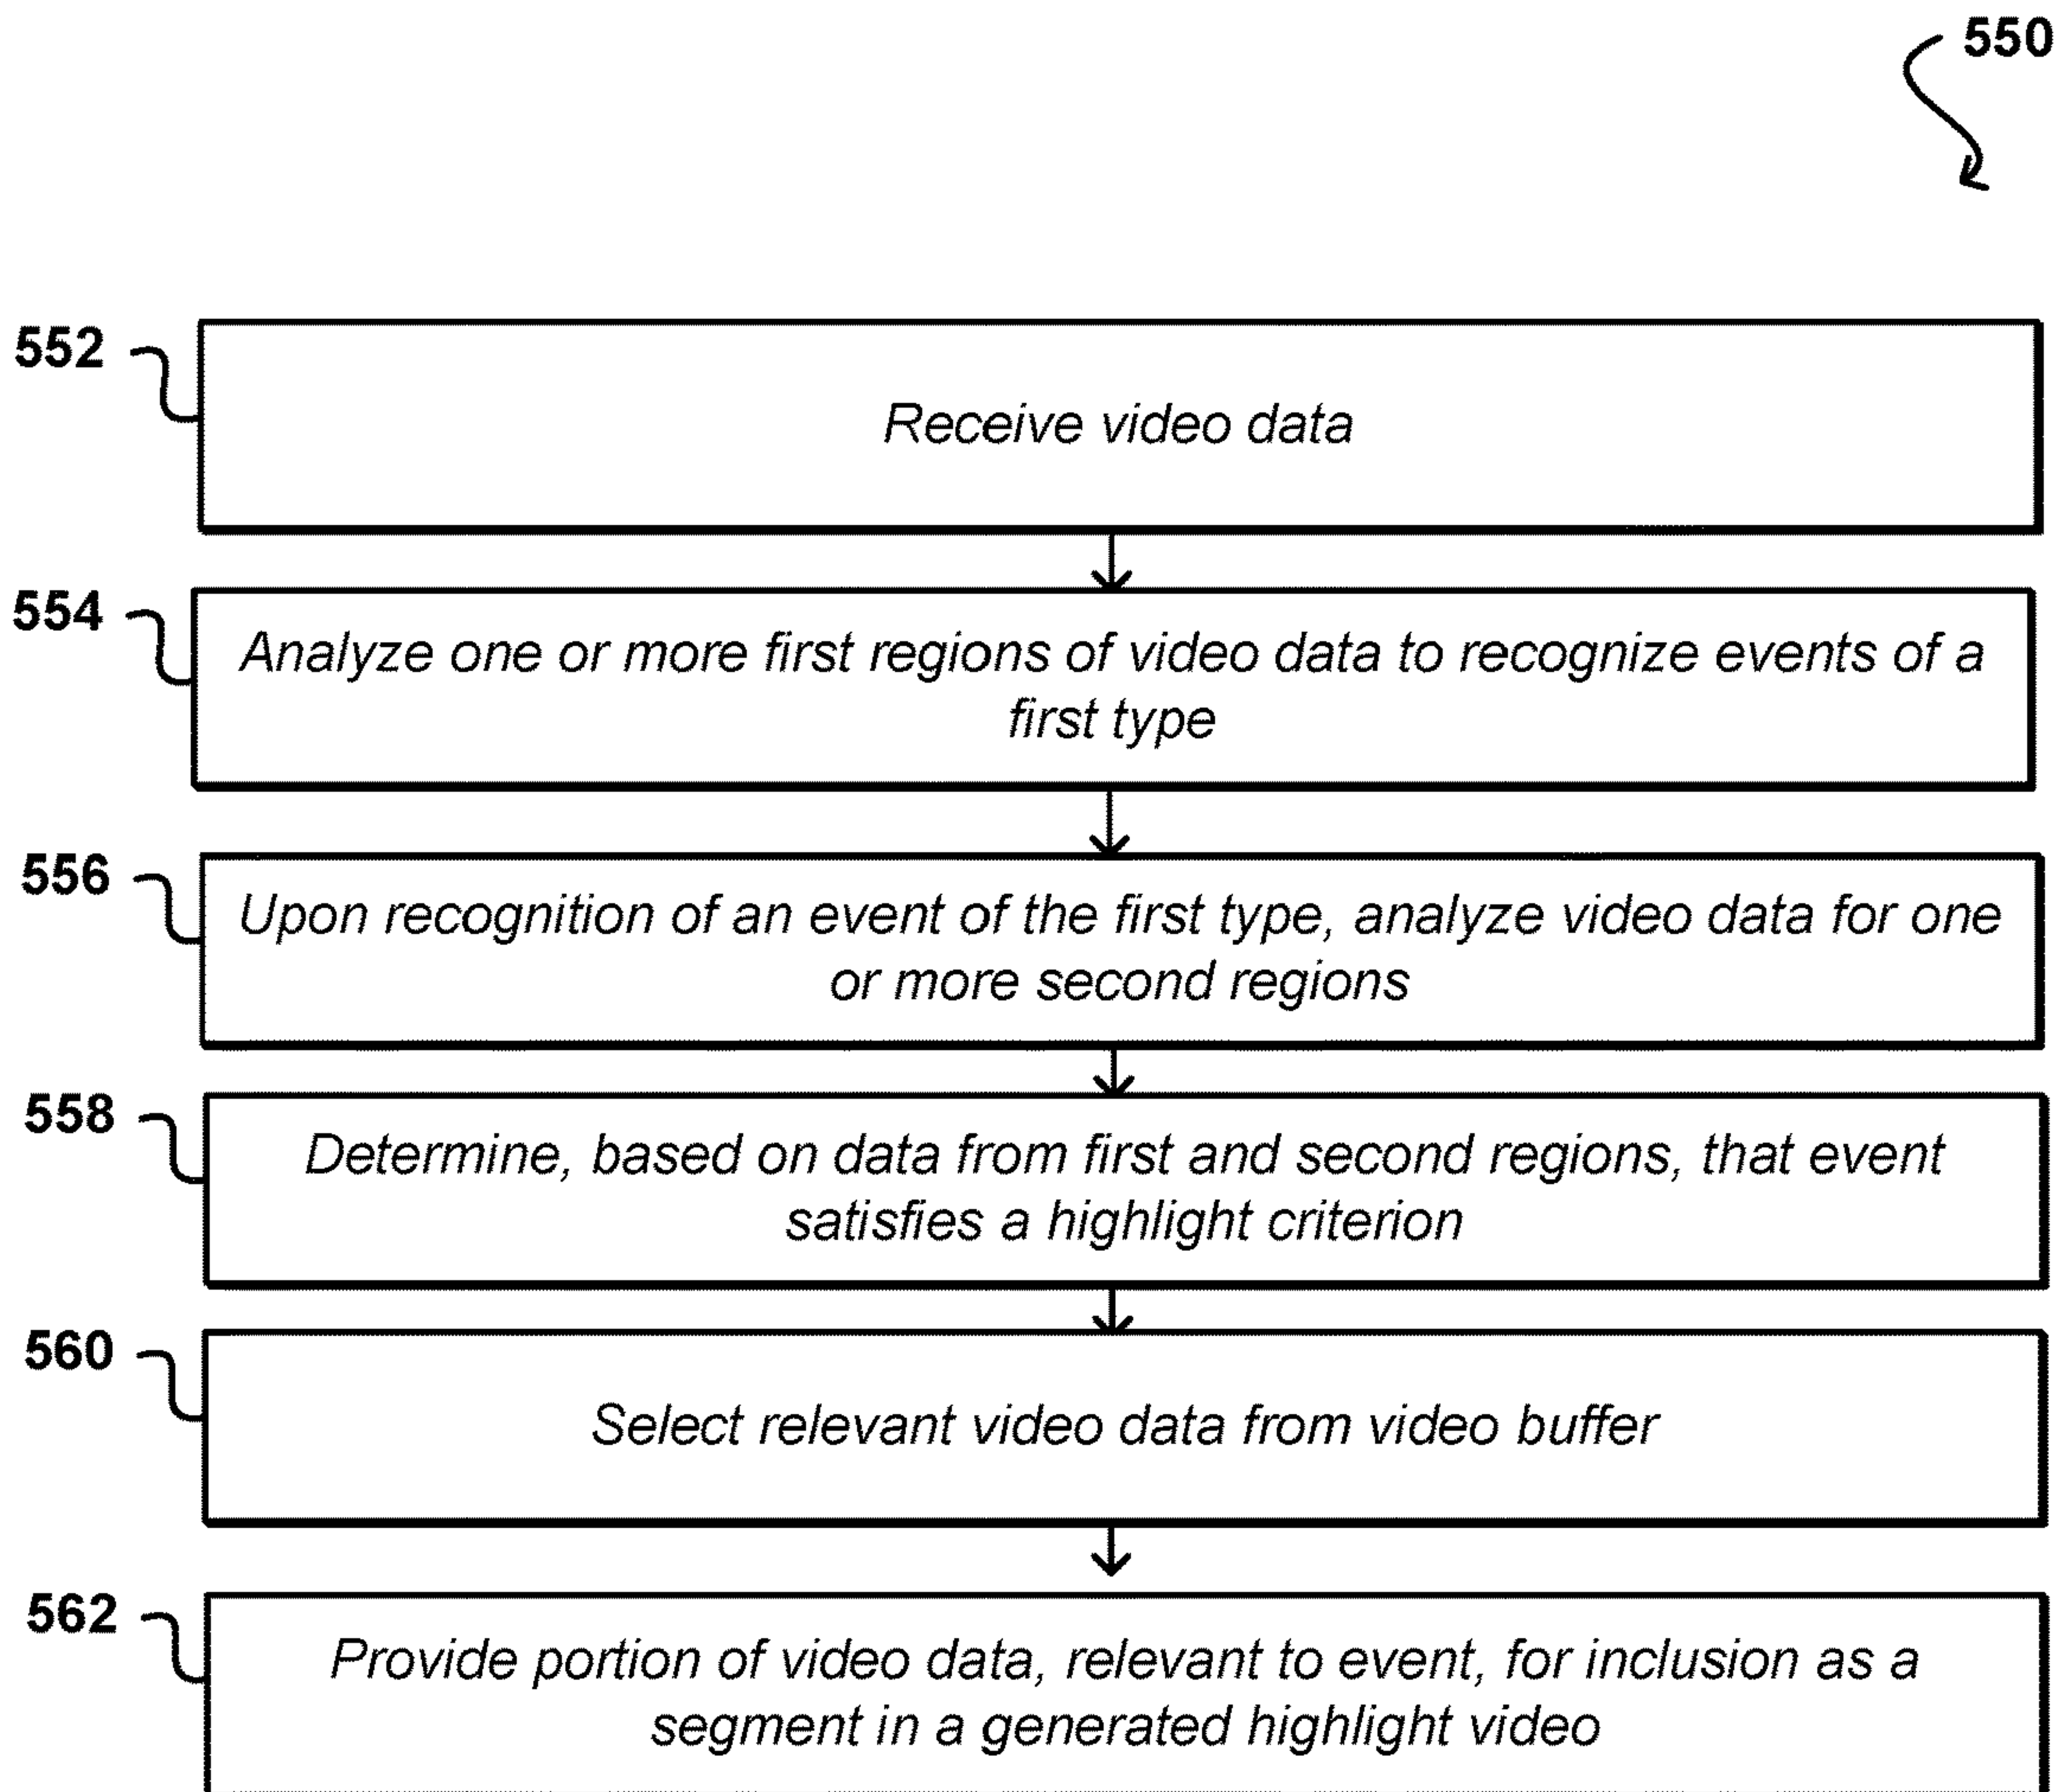 550
552
Receive video data
554
Analyze one or more first regions of video data to recognize events of a
first type
556
Upon recognition of an event of the first type, analyze video data for one
or more second regions
558
Determine, based on data from first and second regions, that event
satisfies a highlight criterion
560
Select relevant video data from video buffer
562
Provide portion of video data, relevant to event, for inclusion as a
segment in a generated highlight video